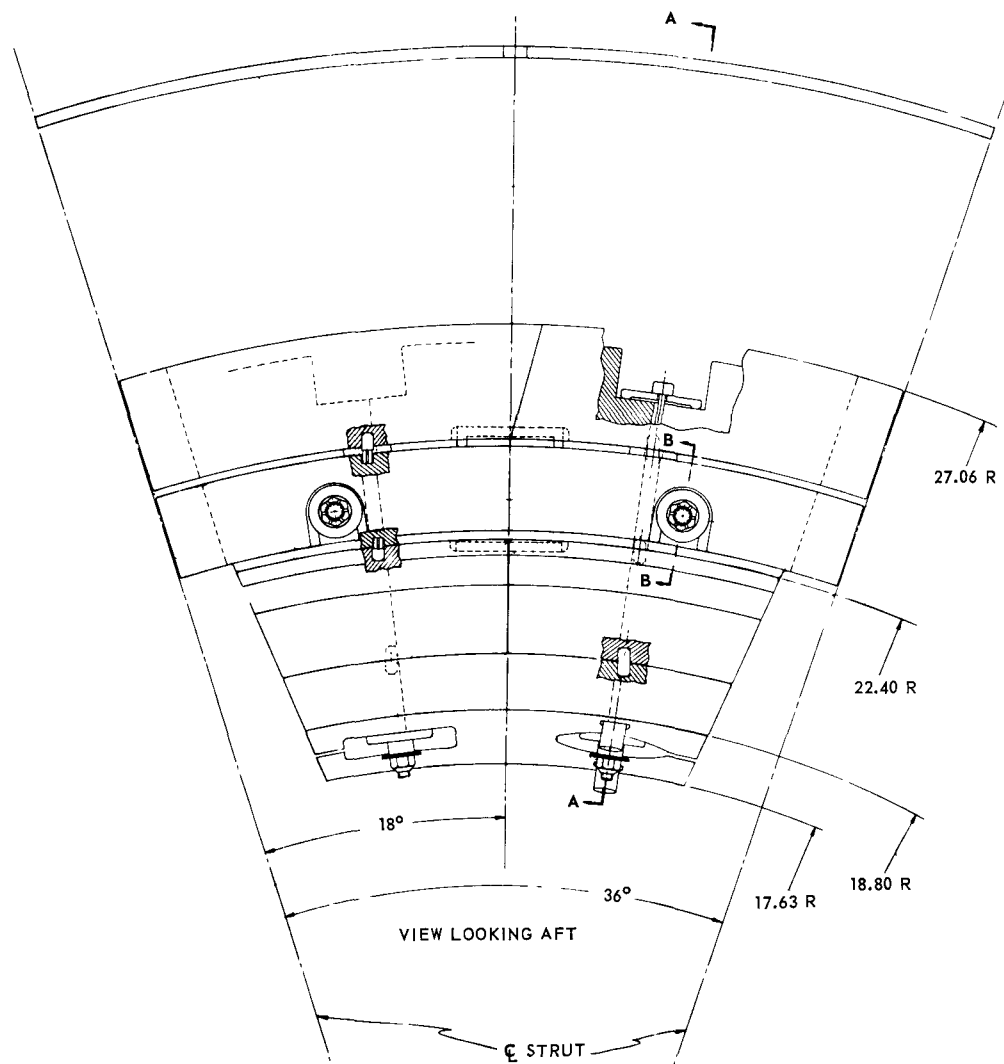 A
B
27.06 R
B
22.40 R
A
18°
18.80 R
17.63 R
36°
VIEW LOOKING AFT
℄ STRUT